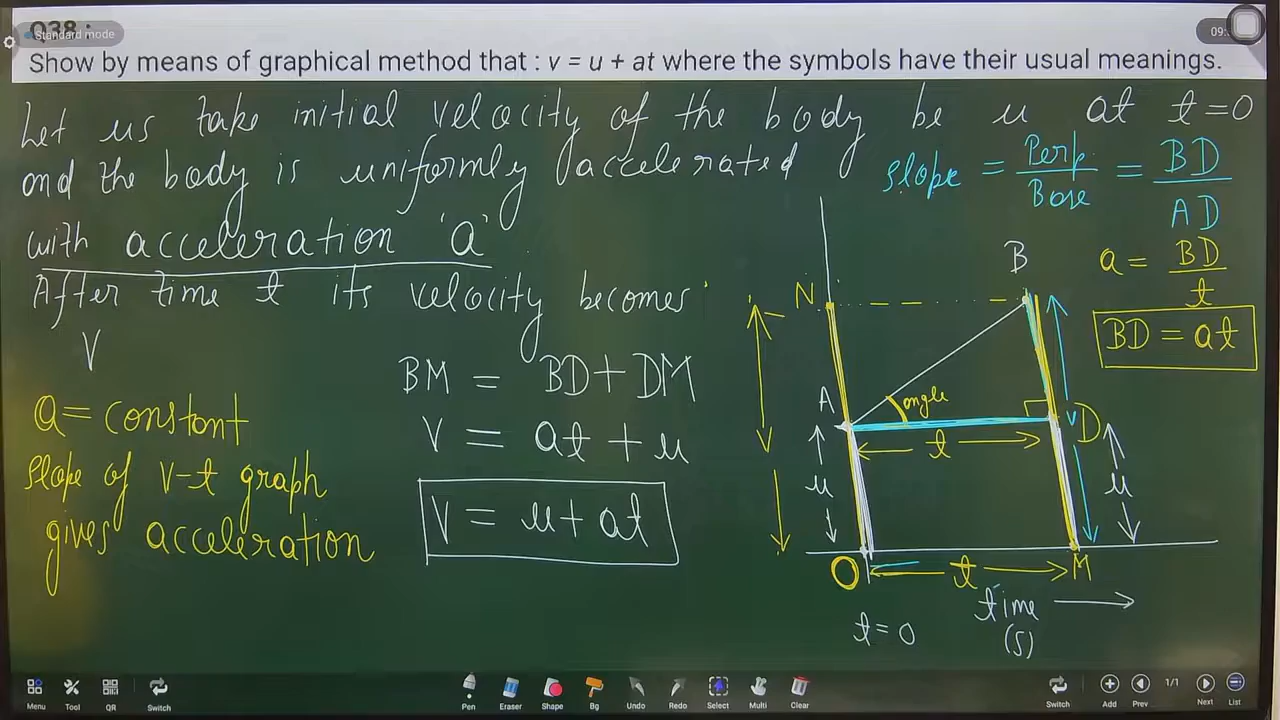 Q38:
Standard mode
09:
Show by means of graphical method that : v = u + at where the symbols have their usual meanings.
Let us take initial velocity of the body be u at t=0
and the body is uniformly accelerated
with acceleration 'a'
After time t its velocity becomes
V
a = constant
slope of v-t graph
gives acceleration
BM = BD + DM
V = at + u
V = u + at
slope = Perp. / Base = BD / AD
a = BD / t
BD = at
N
B
A
angle
D
V
t
v
u
u
O
t
M
time
(s)
t = 0
Menu
Tool
QR
Switch
Pen
Eraser
Shape
Bg
Undo
Redo
Select
Multi
Clear
Switch
Add
Prev
1/1
Next
List